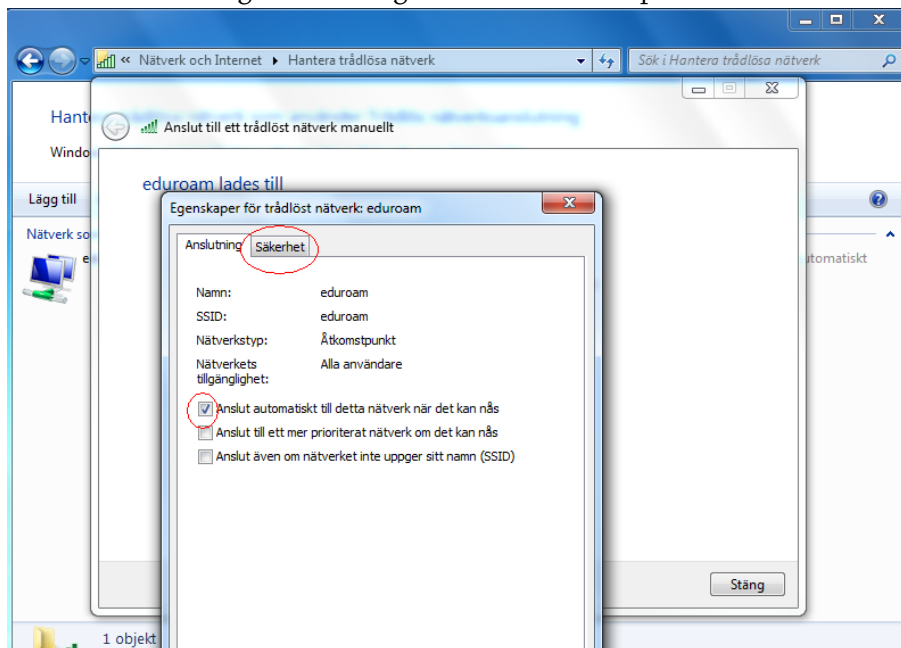 « Nätverk och Internet ▸ Hantera trådlösa nätverk
Sök i Hantera trådlösa nätverk
Hant
Anslut till ett trådlöst nätverk manuellt
Windo
eduroam lades till
Lägg till
Egenskaper för trådlöst nätverk: eduroam
Nätverk so
Anslutning
Säkerhet
e
utomatiskt
Namn: eduroam
SSID: eduroam
Nätverkstyp: Åtkomstpunkt
Nätverkets Alla användare
tillgänglighet:
Anslut automatiskt till detta nätverk när det kan nås
Anslut till ett mer prioriterat nätverk om det kan nås
Anslut även om nätverket inte uppger sitt namn (SSID)
Stäng
1 objekt